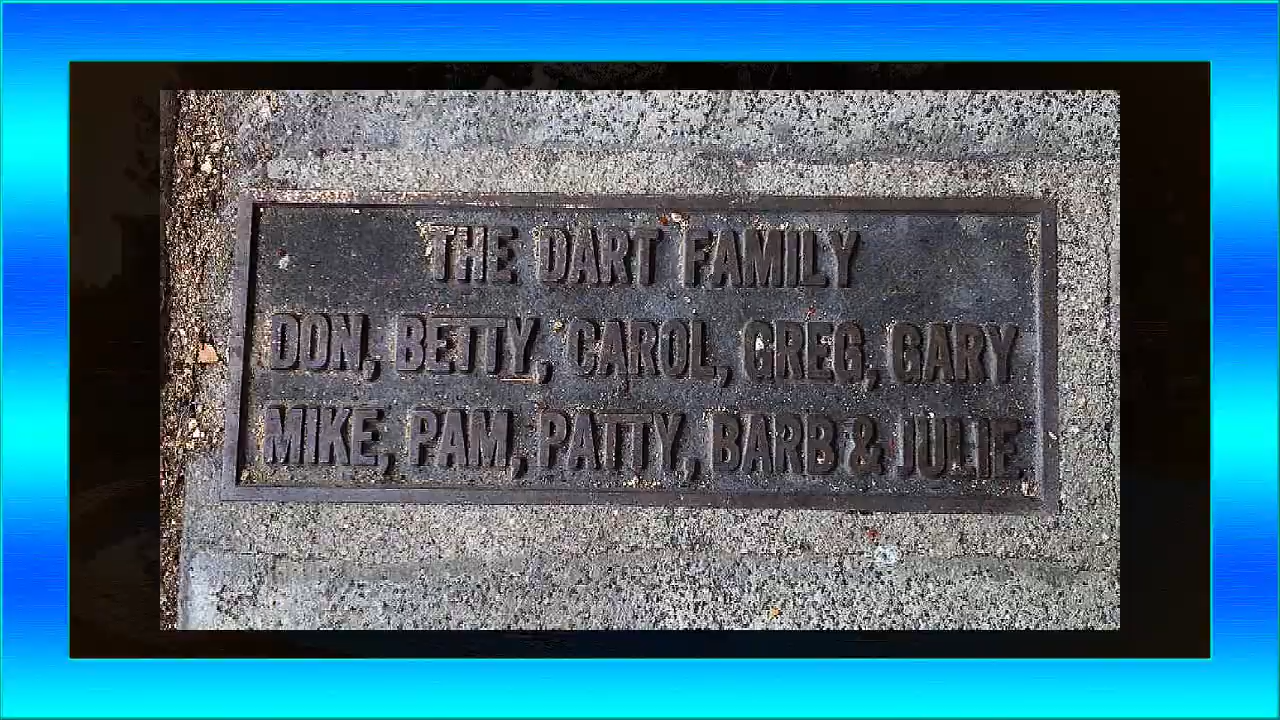 THE DART FAMILY
DON, BETTY, CAROL, GREG, GARY
MIKE, PAM, PATTY, BARB & JULIE